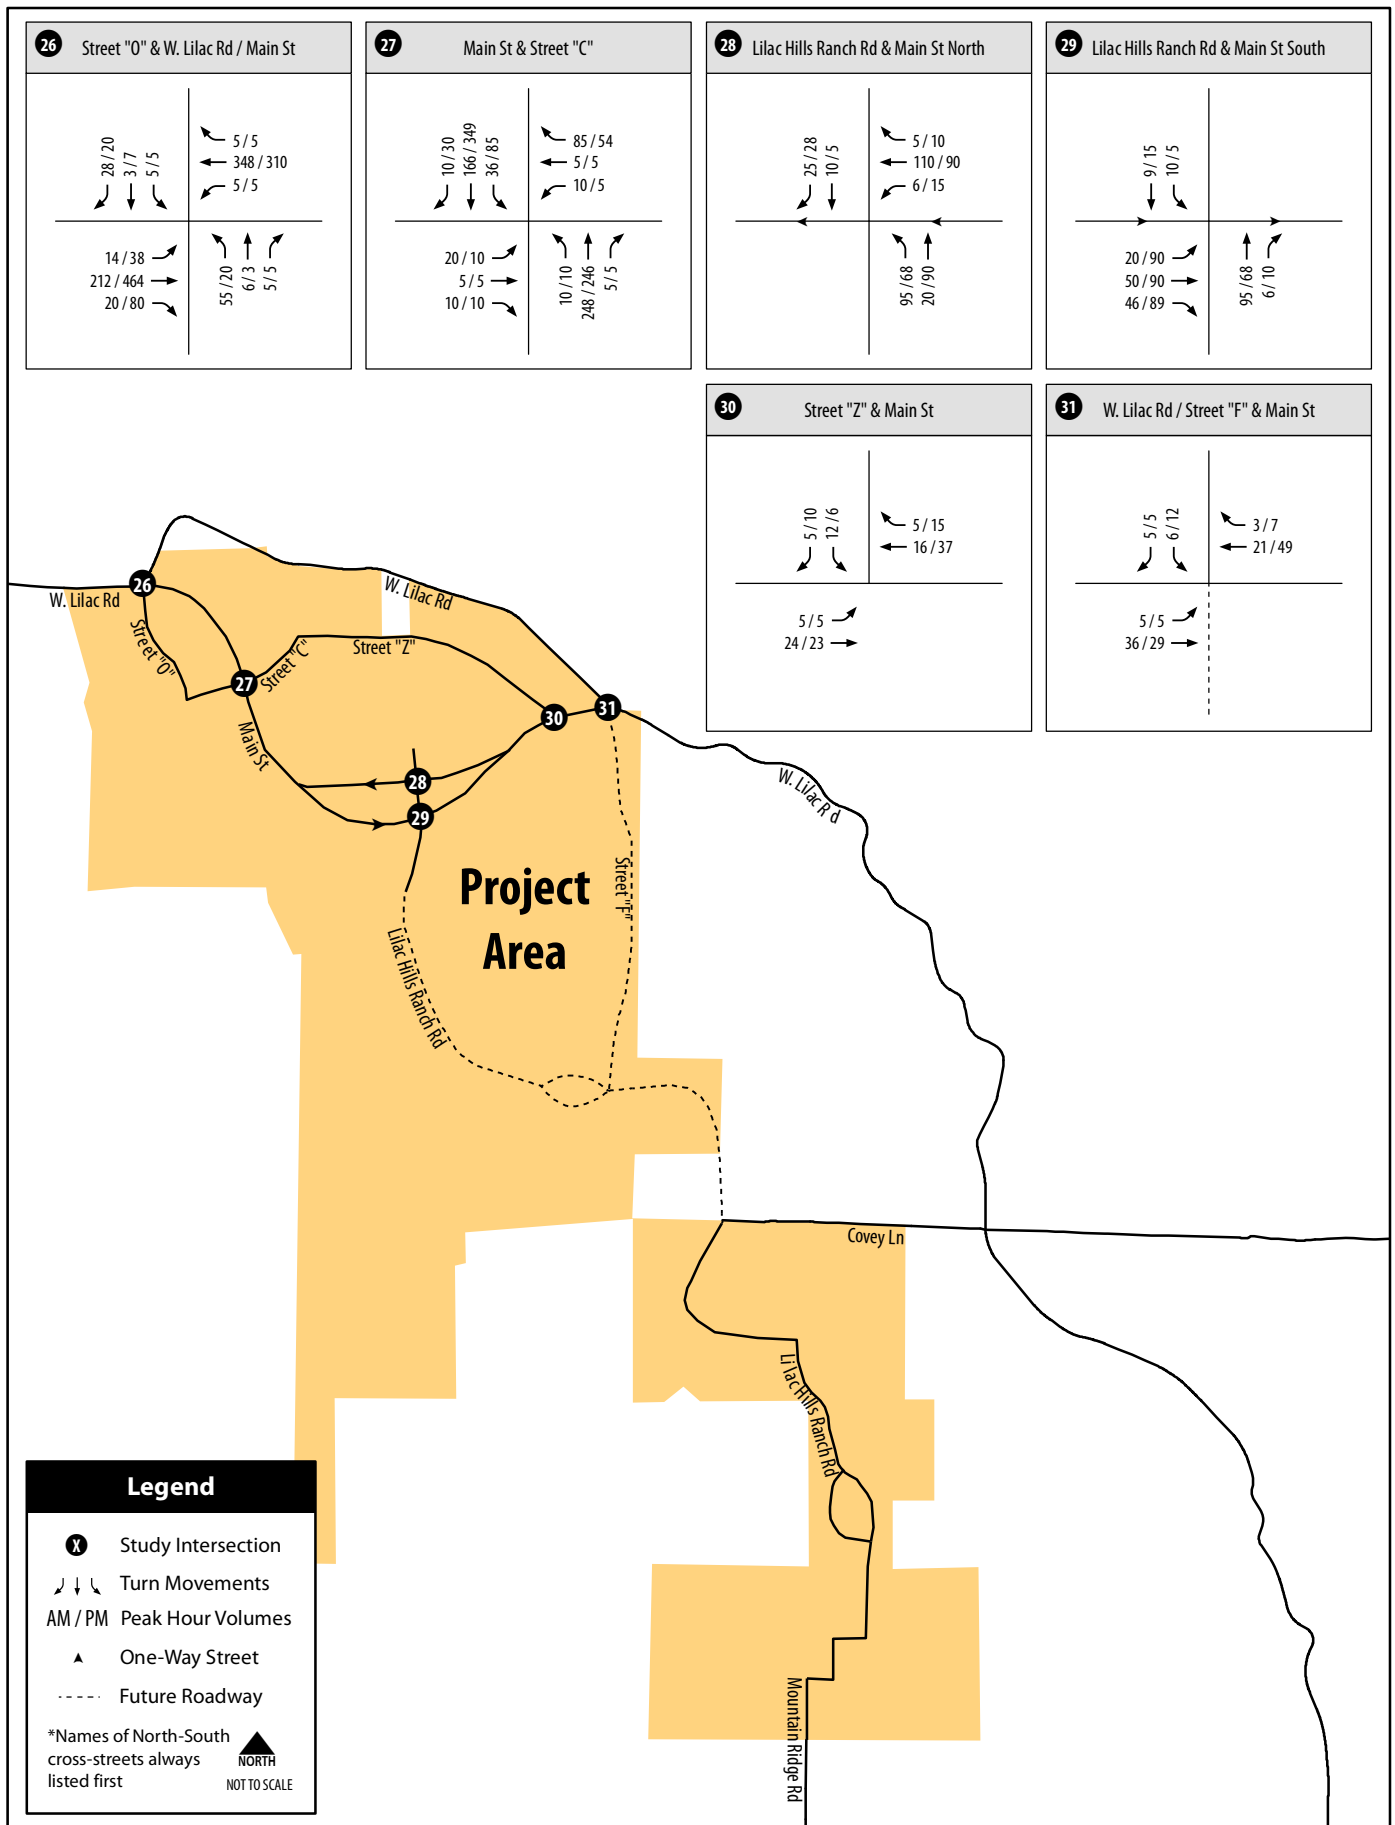 26 Street "O" & W. Lilac Rd / Main St
28 / 20
3 / 7
5 / 5
5 / 5
348 / 310
5 / 5
14 / 38
212 / 464
20 / 80
55 / 20
6 / 3
5 / 5
27 Main St & Street "C"
10 / 30
166 / 349
36 / 85
85 / 54
5 / 5
10 / 5
20 / 10
5 / 5
10 / 10
10 / 10
248 / 246
5 / 5
28 Lilac Hills Ranch Rd & Main St North
25 / 28
10 / 5
5 / 10
110 / 90
6 / 15
95 / 68
20 / 90
29 Lilac Hills Ranch Rd & Main St South
9 / 15
10 / 5
20 / 90
50 / 90
46 / 89
95 / 68
6 / 10
30 Street "Z" & Main St
5 / 10
12 / 6
5 / 15
16 / 37
5 / 5
24 / 23
31 W. Lilac Rd / Street "F" & Main St
5 / 5
6 / 12
3 / 7
21 / 49
5 / 5
36 / 29
26
W. Lilac Rd
W. Lilac Rd
Street "O"
Street "C"
Street "Z"
27
30
31
Main St
28
29
W. Lilac R d
Project
Area
Street "F"
Lilac Hills Ranch Rd
Covey Ln
Li lac Hills Ranch Rd
Mountain Ridge Rd
Legend
X Study Intersection
Turn Movements
AM / PM Peak Hour Volumes
One-Way Street
Future Roadway
*Names of North-South
cross-streets always
listed first
NORTH
NOT TO SCALE